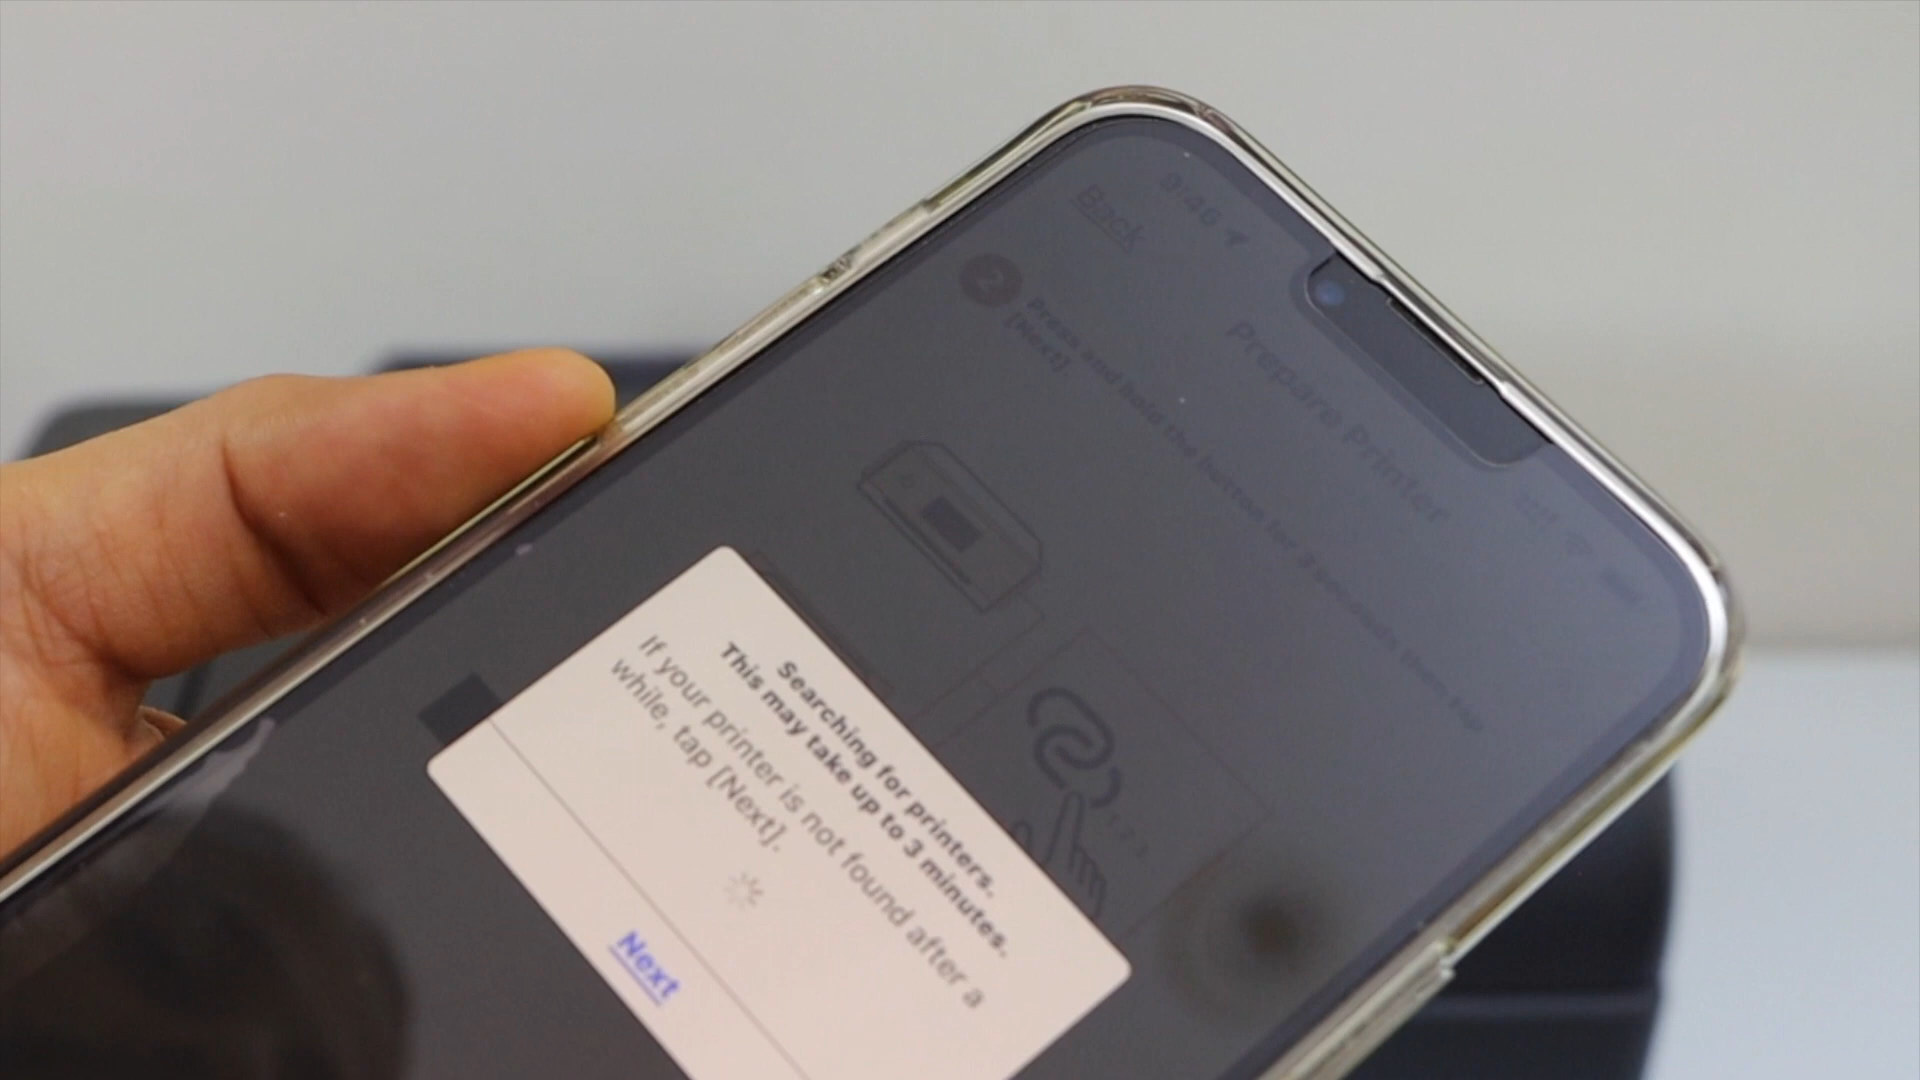 9:46
Back
Prepare Printer
2
Press and hold the button for 3 seconds then tap
[Next].
Searching for printers.
This may take up to 3 minutes.
If your printer is not found after a
while, tap [Next].
Next